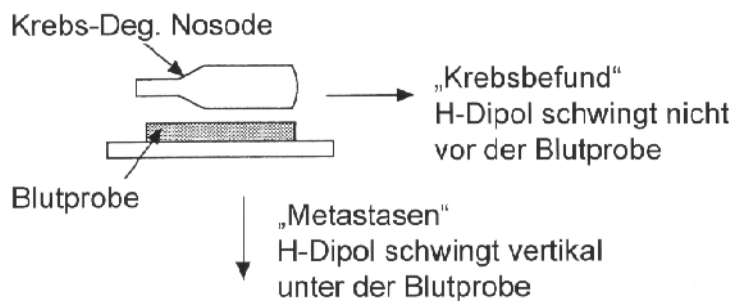 Krebs-Deg. Nosode
„Krebsbefund“
H-Dipol schwingt nicht
vor der Blutprobe
Blutprobe
„Metastasen“
H-Dipol schwingt vertikal
unter der Blutprobe